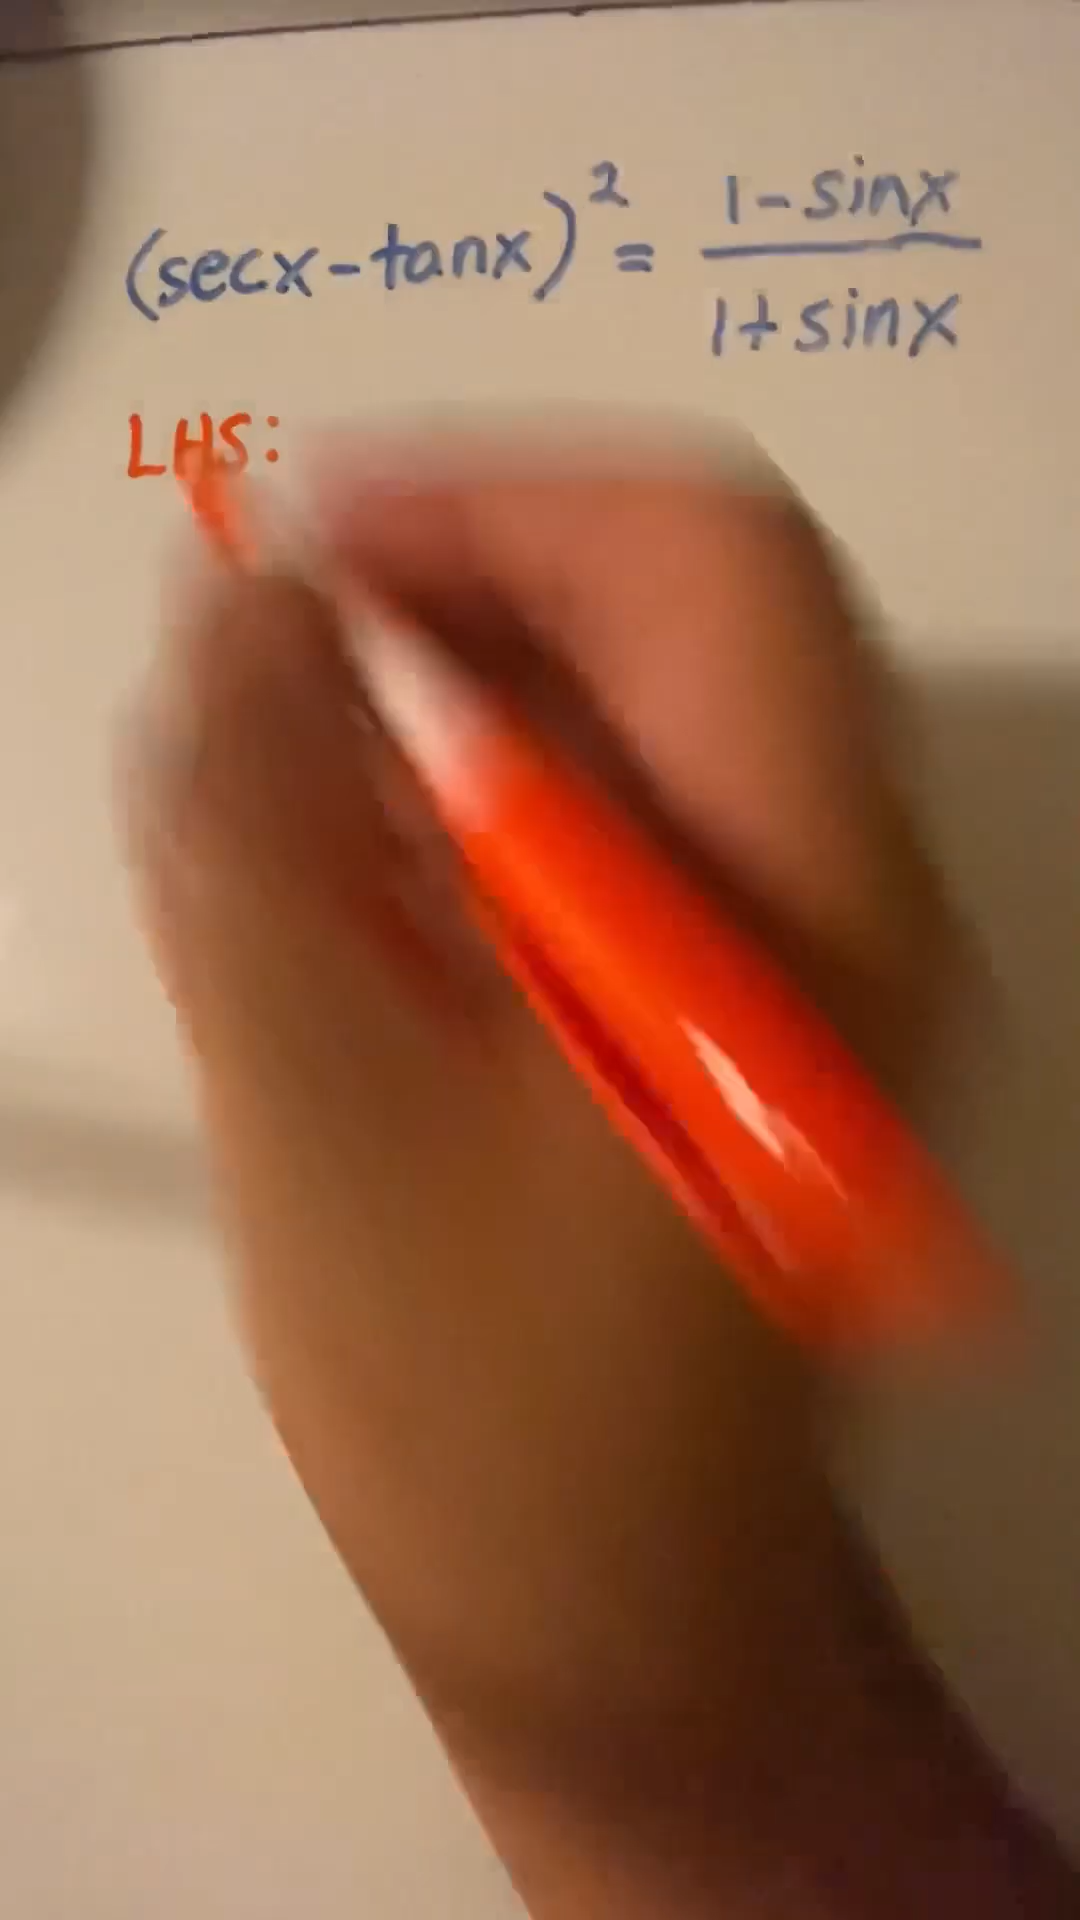 (secx-tanx)² = (1-sinx)/(1+sinx)
LHS: